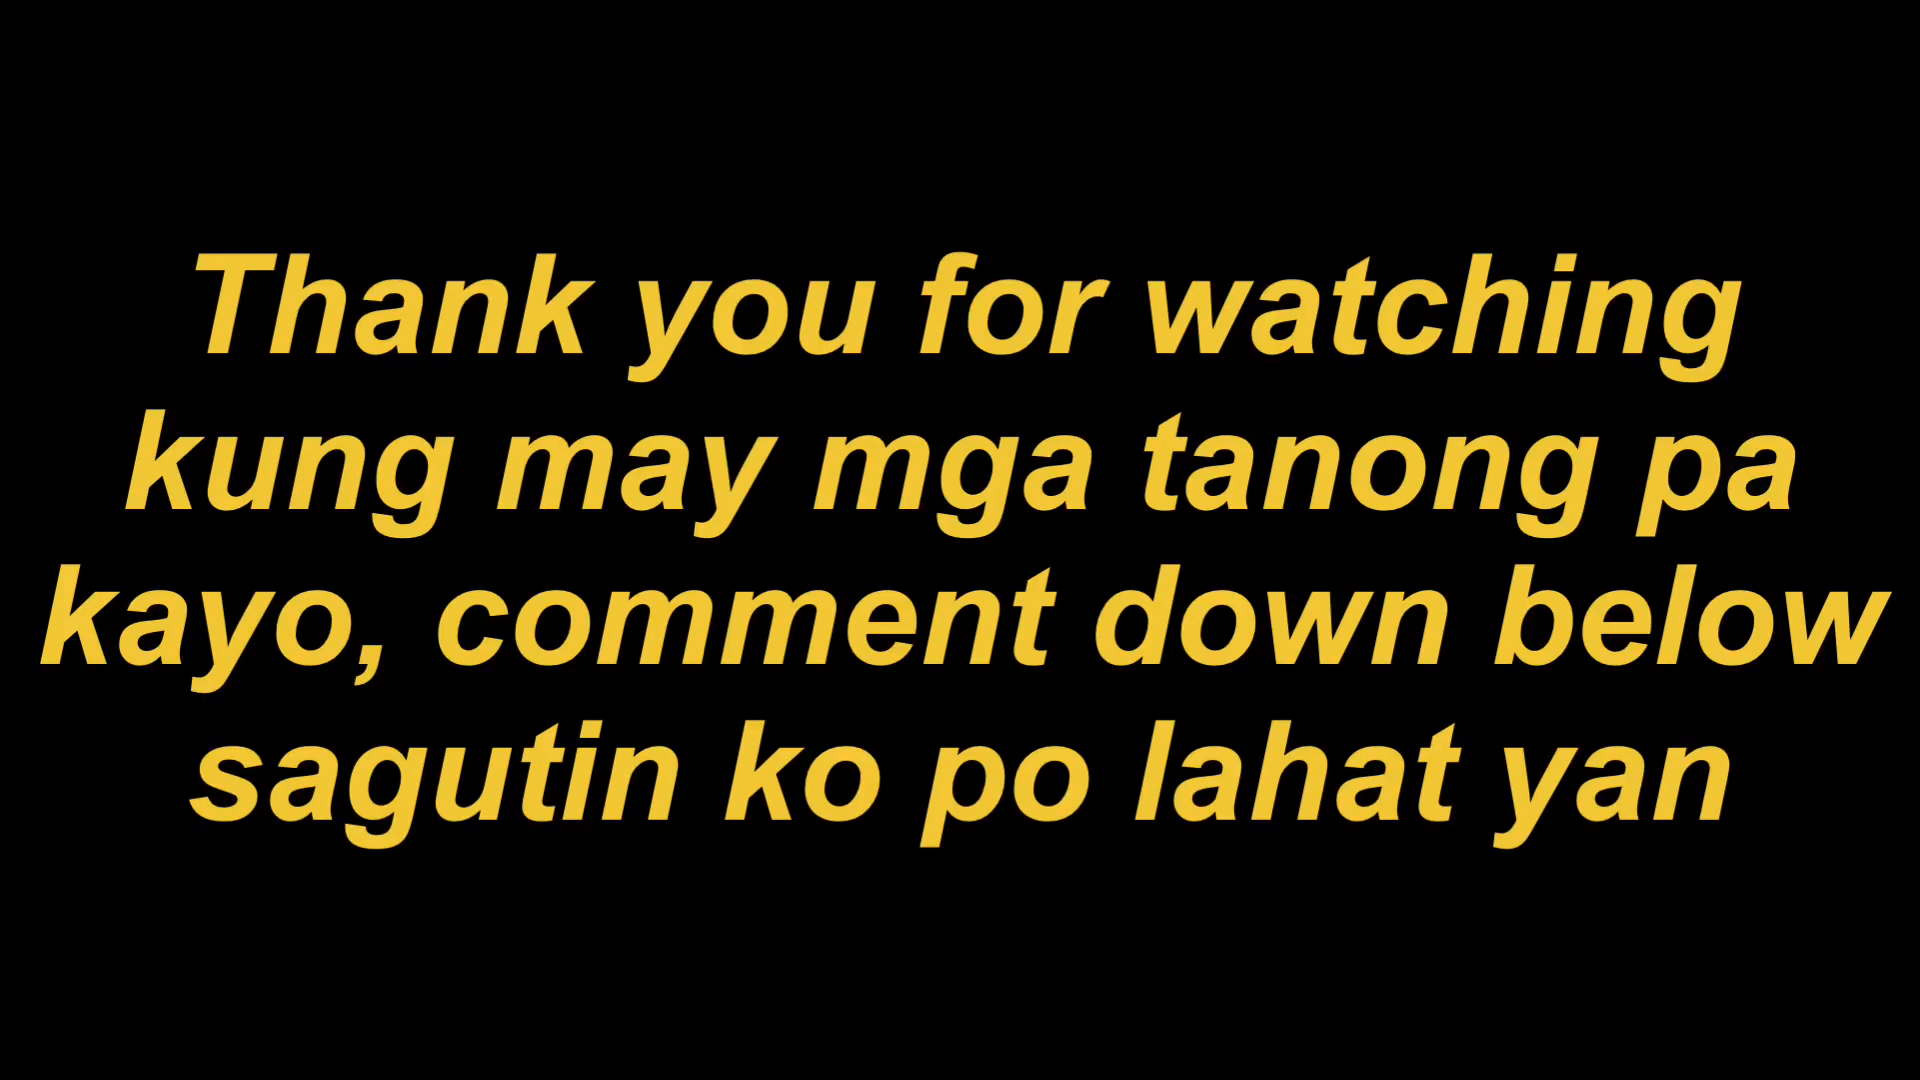 Thank you for watching
kung may mga tanong pa
kayo, comment down below
sagutin ko po lahat yan